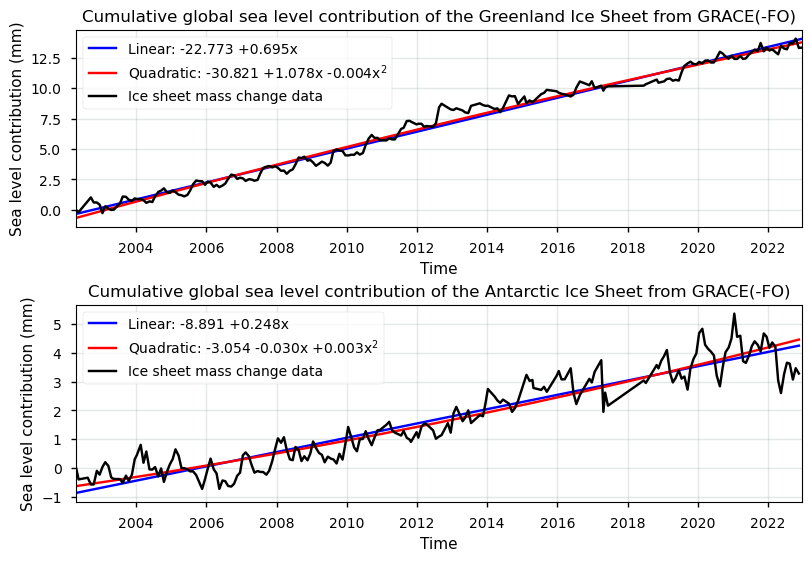 Cumulative global sea level contribution of the Greenland Ice Sheet from GRACE(-FO)
Sea level contribution (mm)
12.5
10.0
7.5
5.0
2.5
0.0
Linear: -22.773 +0.695x
Quadratic: -30.821 +1.078x -0.004x²
Ice sheet mass change data
2004 2006 2008 2010 2012 2014 2016 2018 2020 2022
Time
Cumulative global sea level contribution of the Antarctic Ice Sheet from GRACE(-FO)
Sea level contribution (mm)
5
4
3
2
1
0
−1
Linear: -8.891 +0.248x
Quadratic: -3.054 -0.030x +0.003x²
Ice sheet mass change data
2004 2006 2008 2010 2012 2014 2016 2018 2020 2022
Time